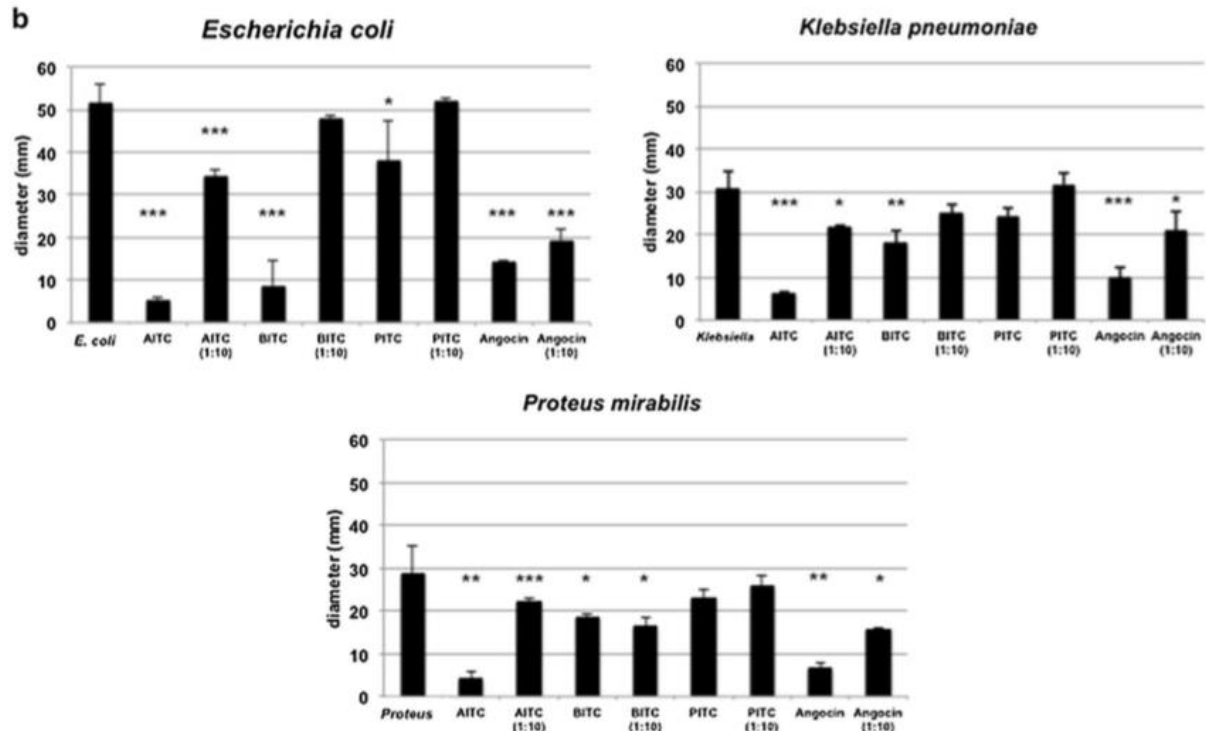 b
Escherichia coli
60
50
40
30
20
10
0
diameter (mm)
*** *** *** * *** ***
E. coli AITC AITC (1:10) BITC BITC (1:10) PITC PITC (1:10) Angocin Angocin (1:10)
Klebsiella pneumoniae
60
50
40
30
20
10
0
diameter (mm)
*** * ** *** *
Klebsiella AITC AITC (1:10) BITC BITC (1:10) PITC PITC (1:10) Angocin Angocin (1:10)
Proteus mirabilis
60
50
40
30
20
10
0
diameter (mm)
** *** * * ** *
Proteus AITC AITC (1:10) BITC BITC (1:10) PITC PITC (1:10) Angocin Angocin (1:10)